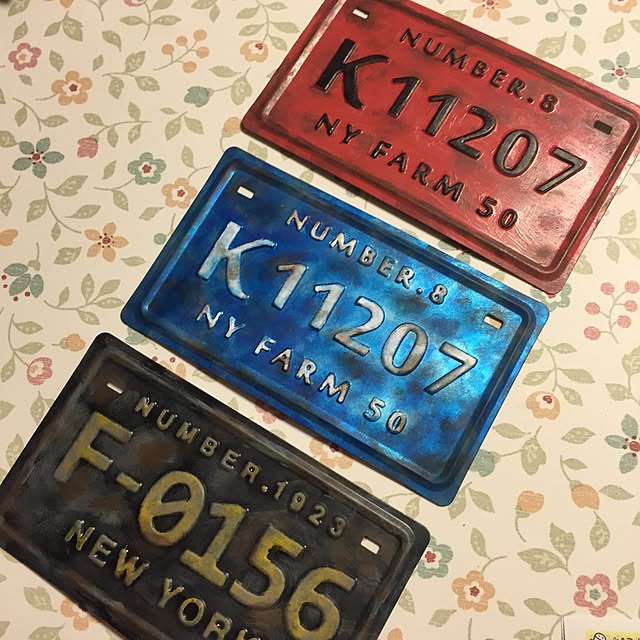 NUMBER.8
K11207
NY FARM 50
NUMBER.8
K11207
NY FARM 50
NUMBER.1923
F-0156
NEW YORK